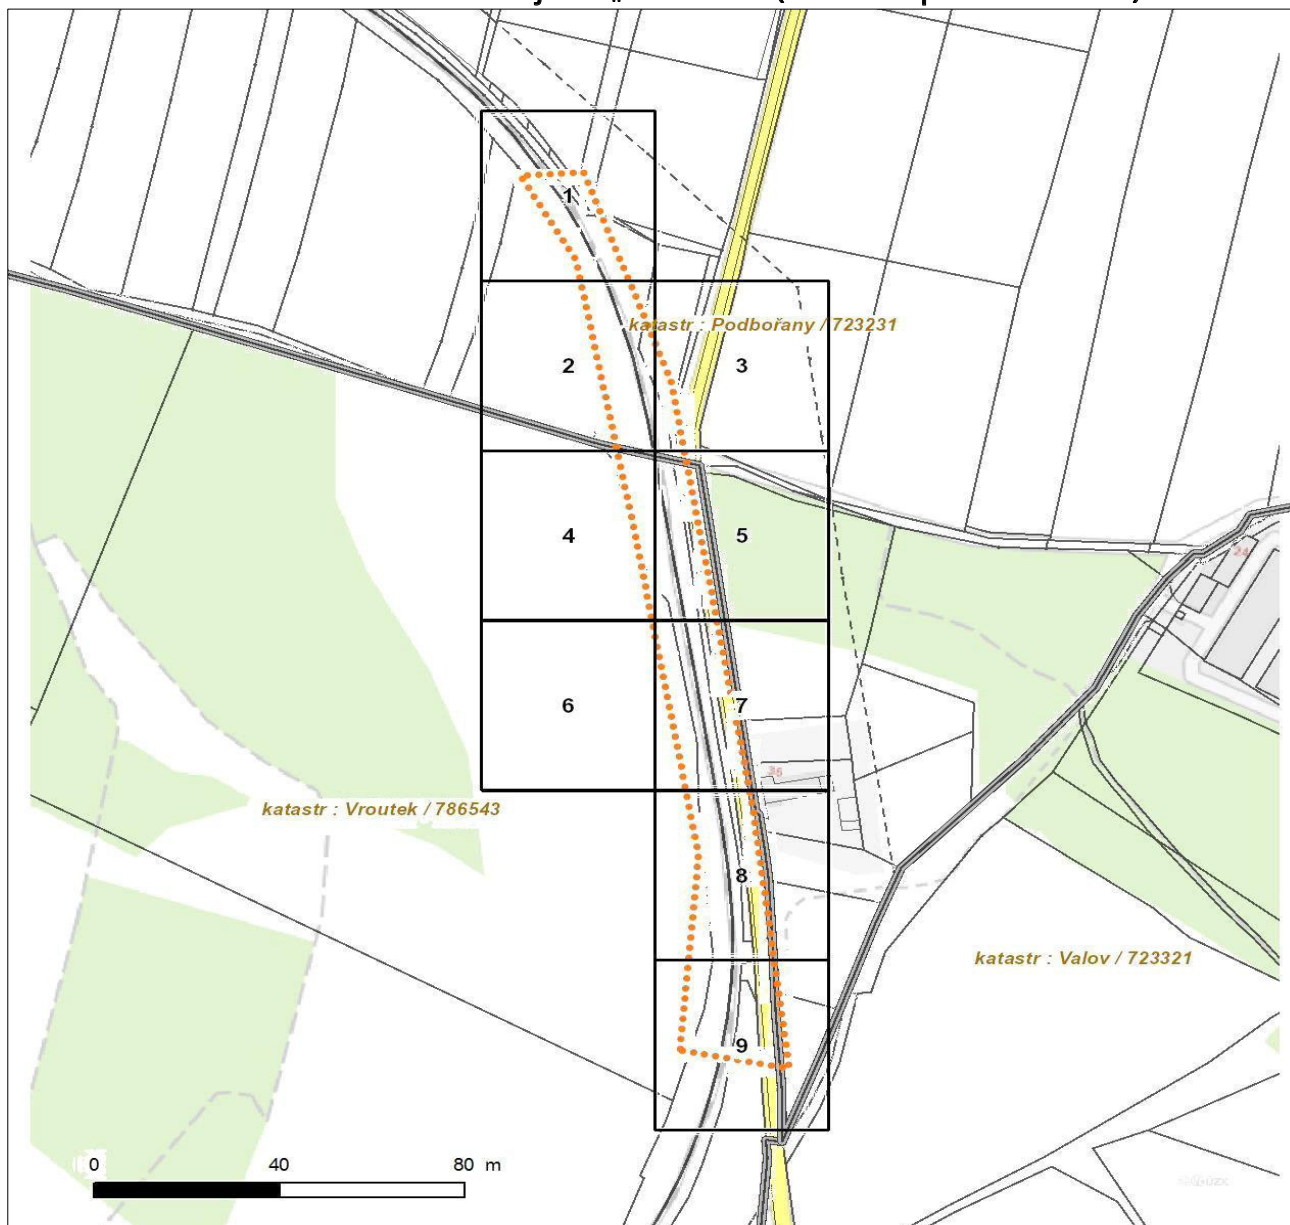 1
katastr : Podbořany / 723231
2
3
4
5
24
6
7
36
katastr : Vroutek / 786543
8
katastr : Valov / 723321
9
0 40 80 m